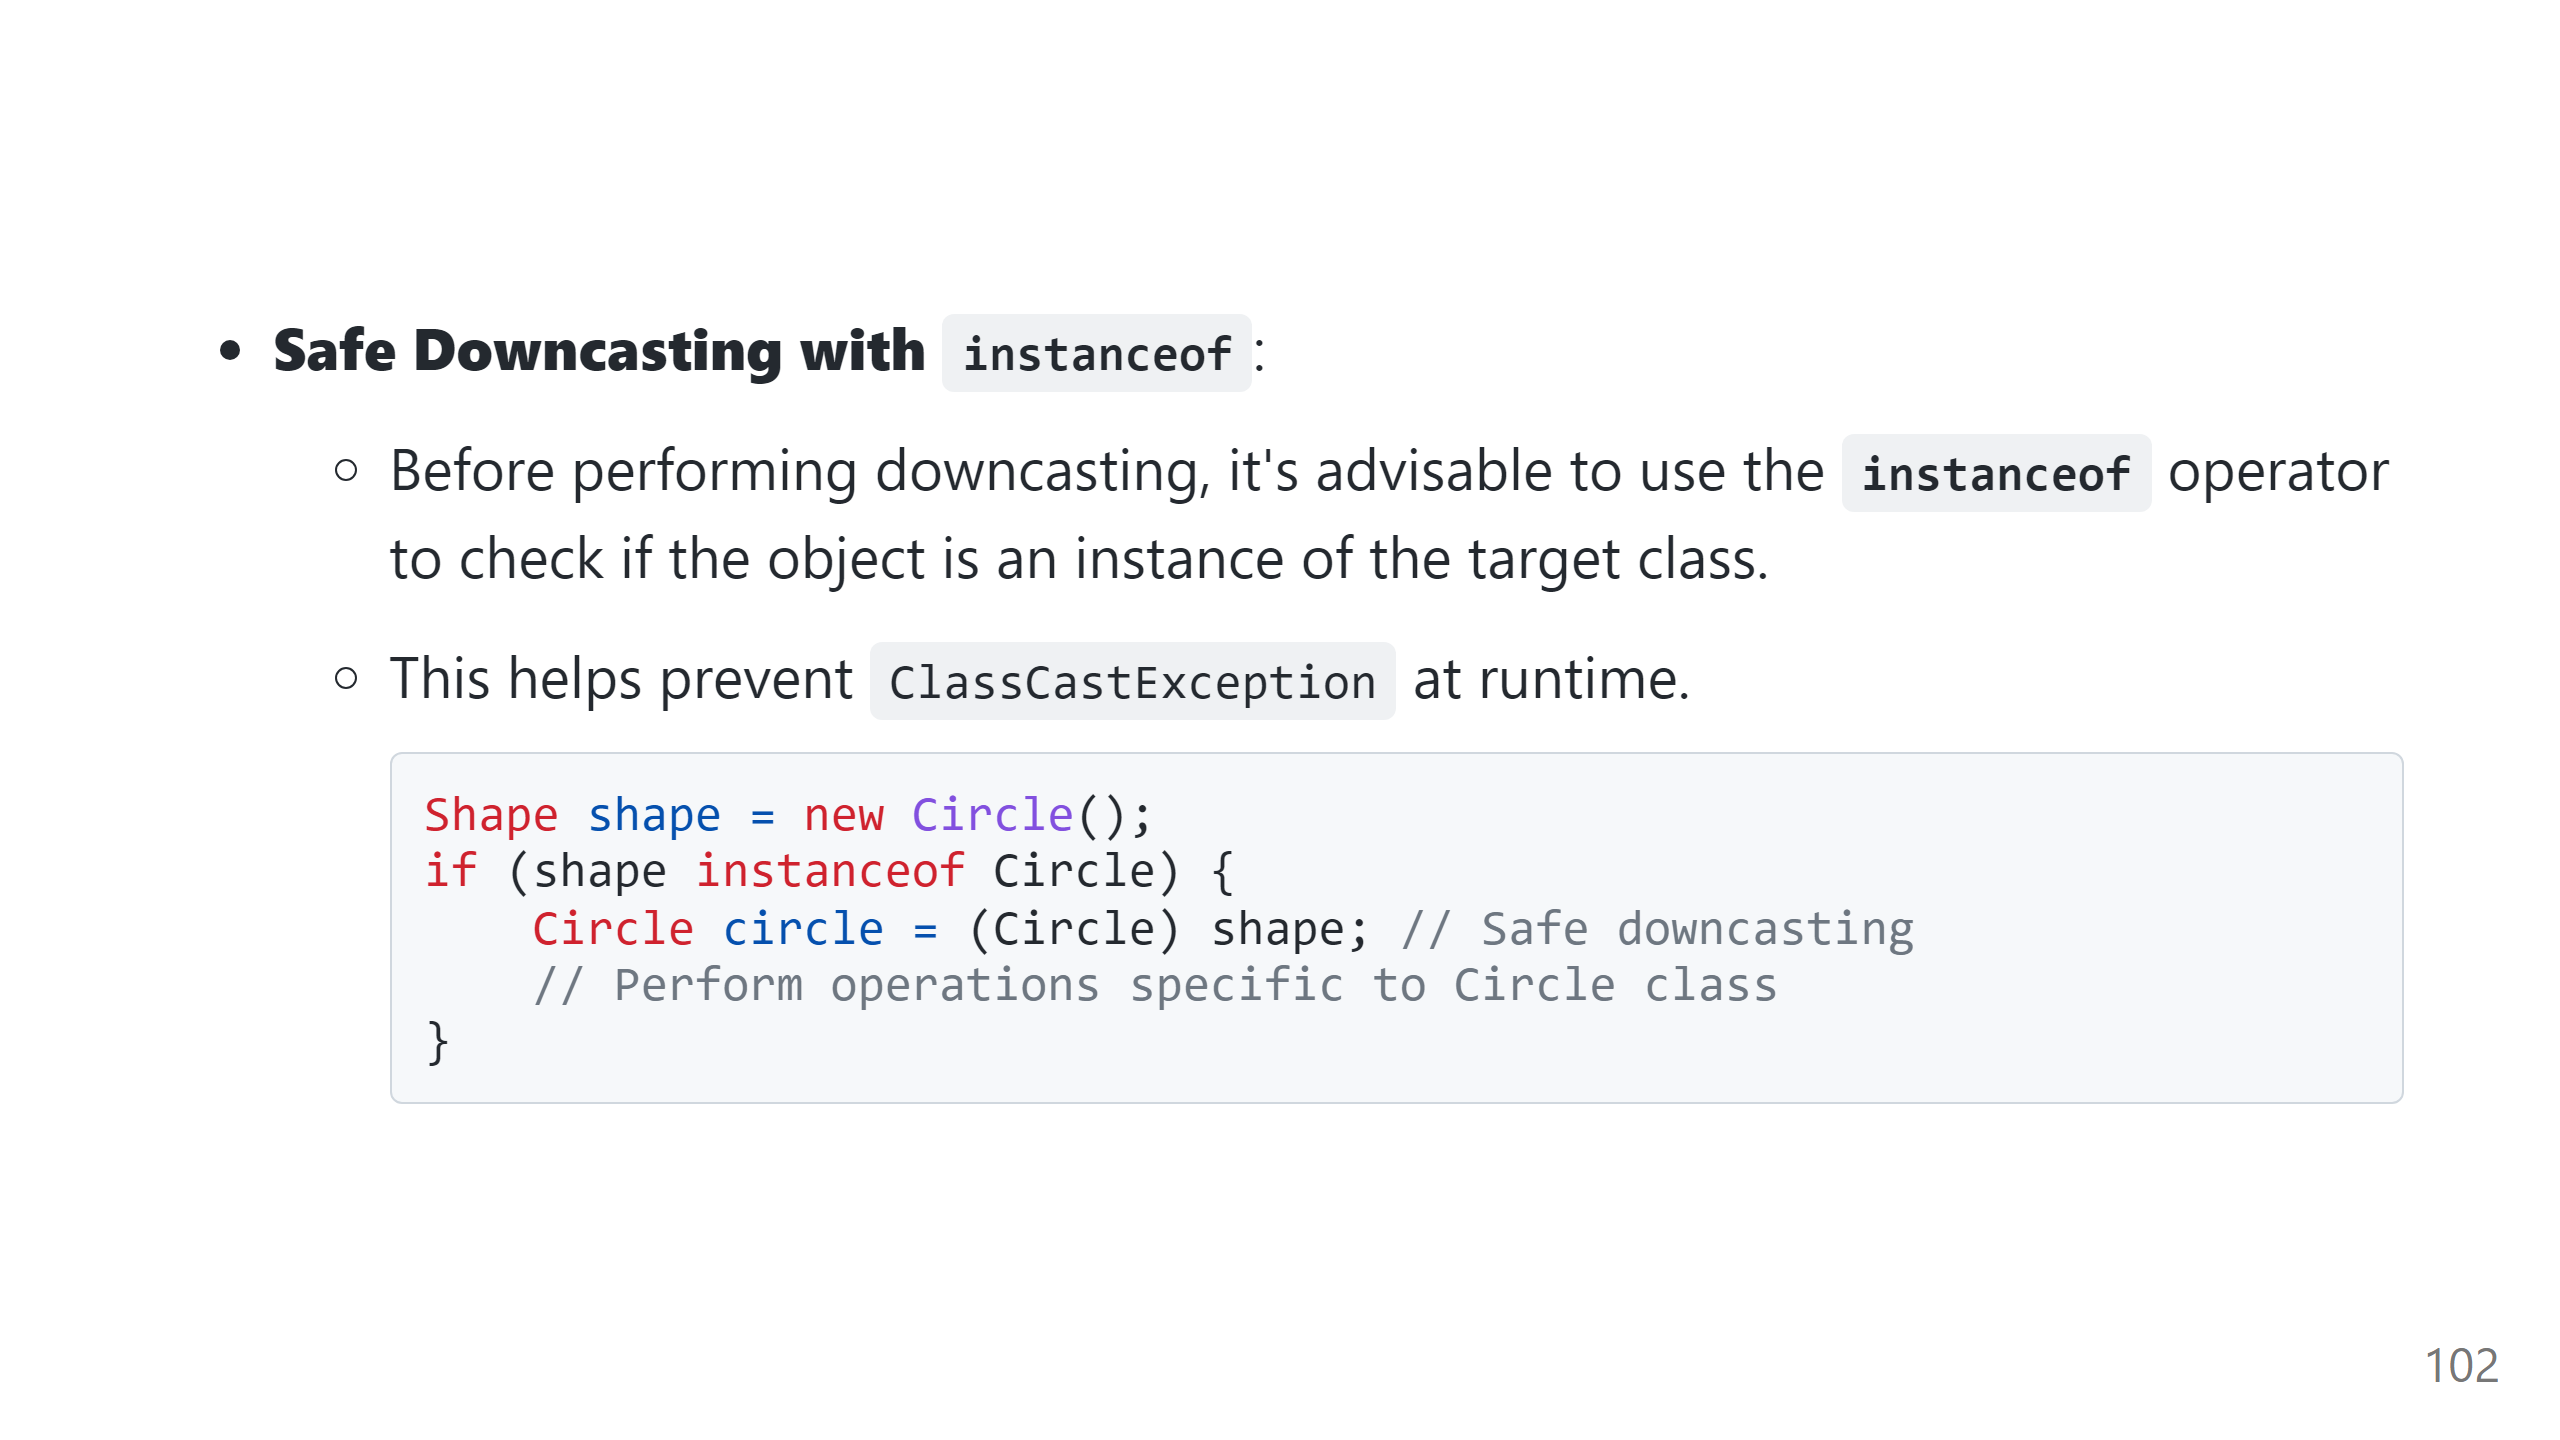 • Safe Downcasting with instanceof:
○ Before performing downcasting, it's advisable to use the instanceof operator
to check if the object is an instance of the target class.
○ This helps prevent ClassCastException at runtime.
Shape shape = new Circle();
if (shape instanceof Circle) {
    Circle circle = (Circle) shape; // Safe downcasting
    // Perform operations specific to Circle class
}
102